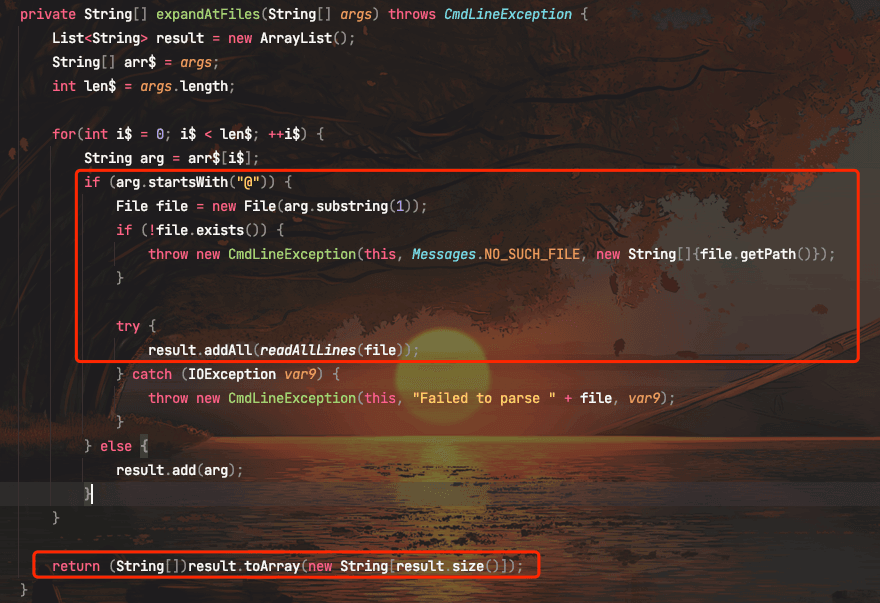 private String[] expandAtFiles(String[] args) throws CmdLineException {
    List<String> result = new ArrayList();
    String[] arr$ = args;
    int len$ = args.length;
    for(int i$ = 0; i$ < len$; ++i$) {
        String arg = arr$[i$];
        if (arg.startsWith("@")) {
            File file = new File(arg.substring(1));
            if (!file.exists()) {
                throw new CmdLineException(this, Messages.NO_SUCH_FILE, new String[]{file.getPath()});
            }
            try {
                result.addAll(readAllLines(file));
            } catch (IOException var9) {
                throw new CmdLineException(this, "Failed to parse " + file, var9);
            }
        } else {
            result.add(arg);
        }
    }
    return (String[])result.toArray(new String[result.size()]);
}